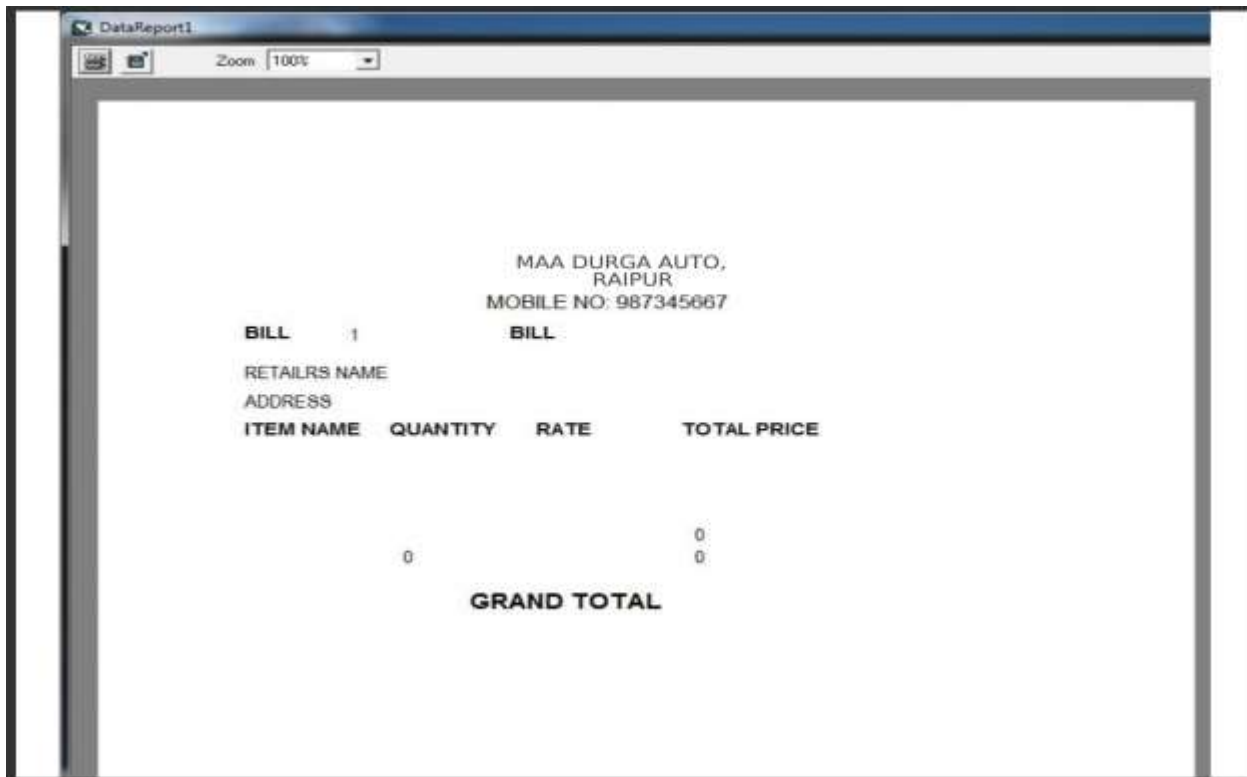 DataReport1
Zoom 100%
MAA DURGA AUTO,
RAIPUR
MOBILE NO: 987345667
BILL 1 BILL
RETAILRS NAME
ADDRESS
ITEM NAME QUANTITY RATE TOTAL PRICE
0
0 0
GRAND TOTAL